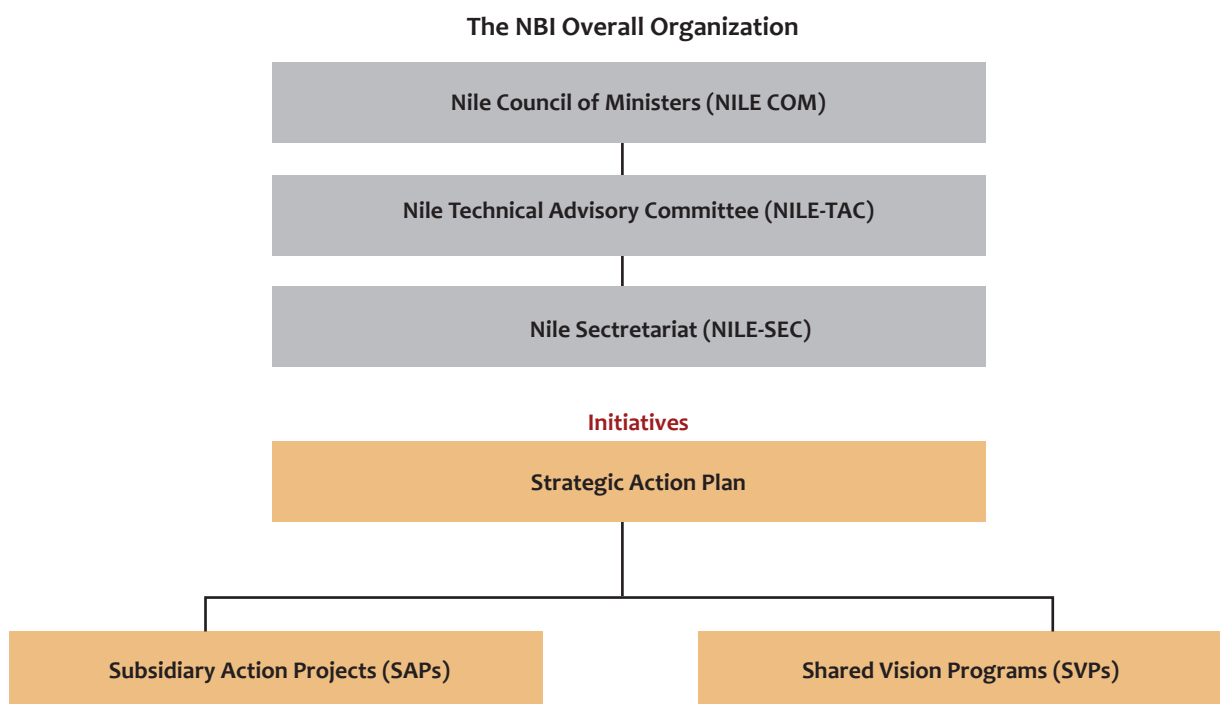 The NBI Overall Organization
Nile Council of Ministers (NILE COM)
Nile Technical Advisory Committee (NILE-TAC)
Nile Sectretariat (NILE-SEC)
Initiatives
Strategic Action Plan
Subsidiary Action Projects (SAPs)
Shared Vision Programs (SVPs)